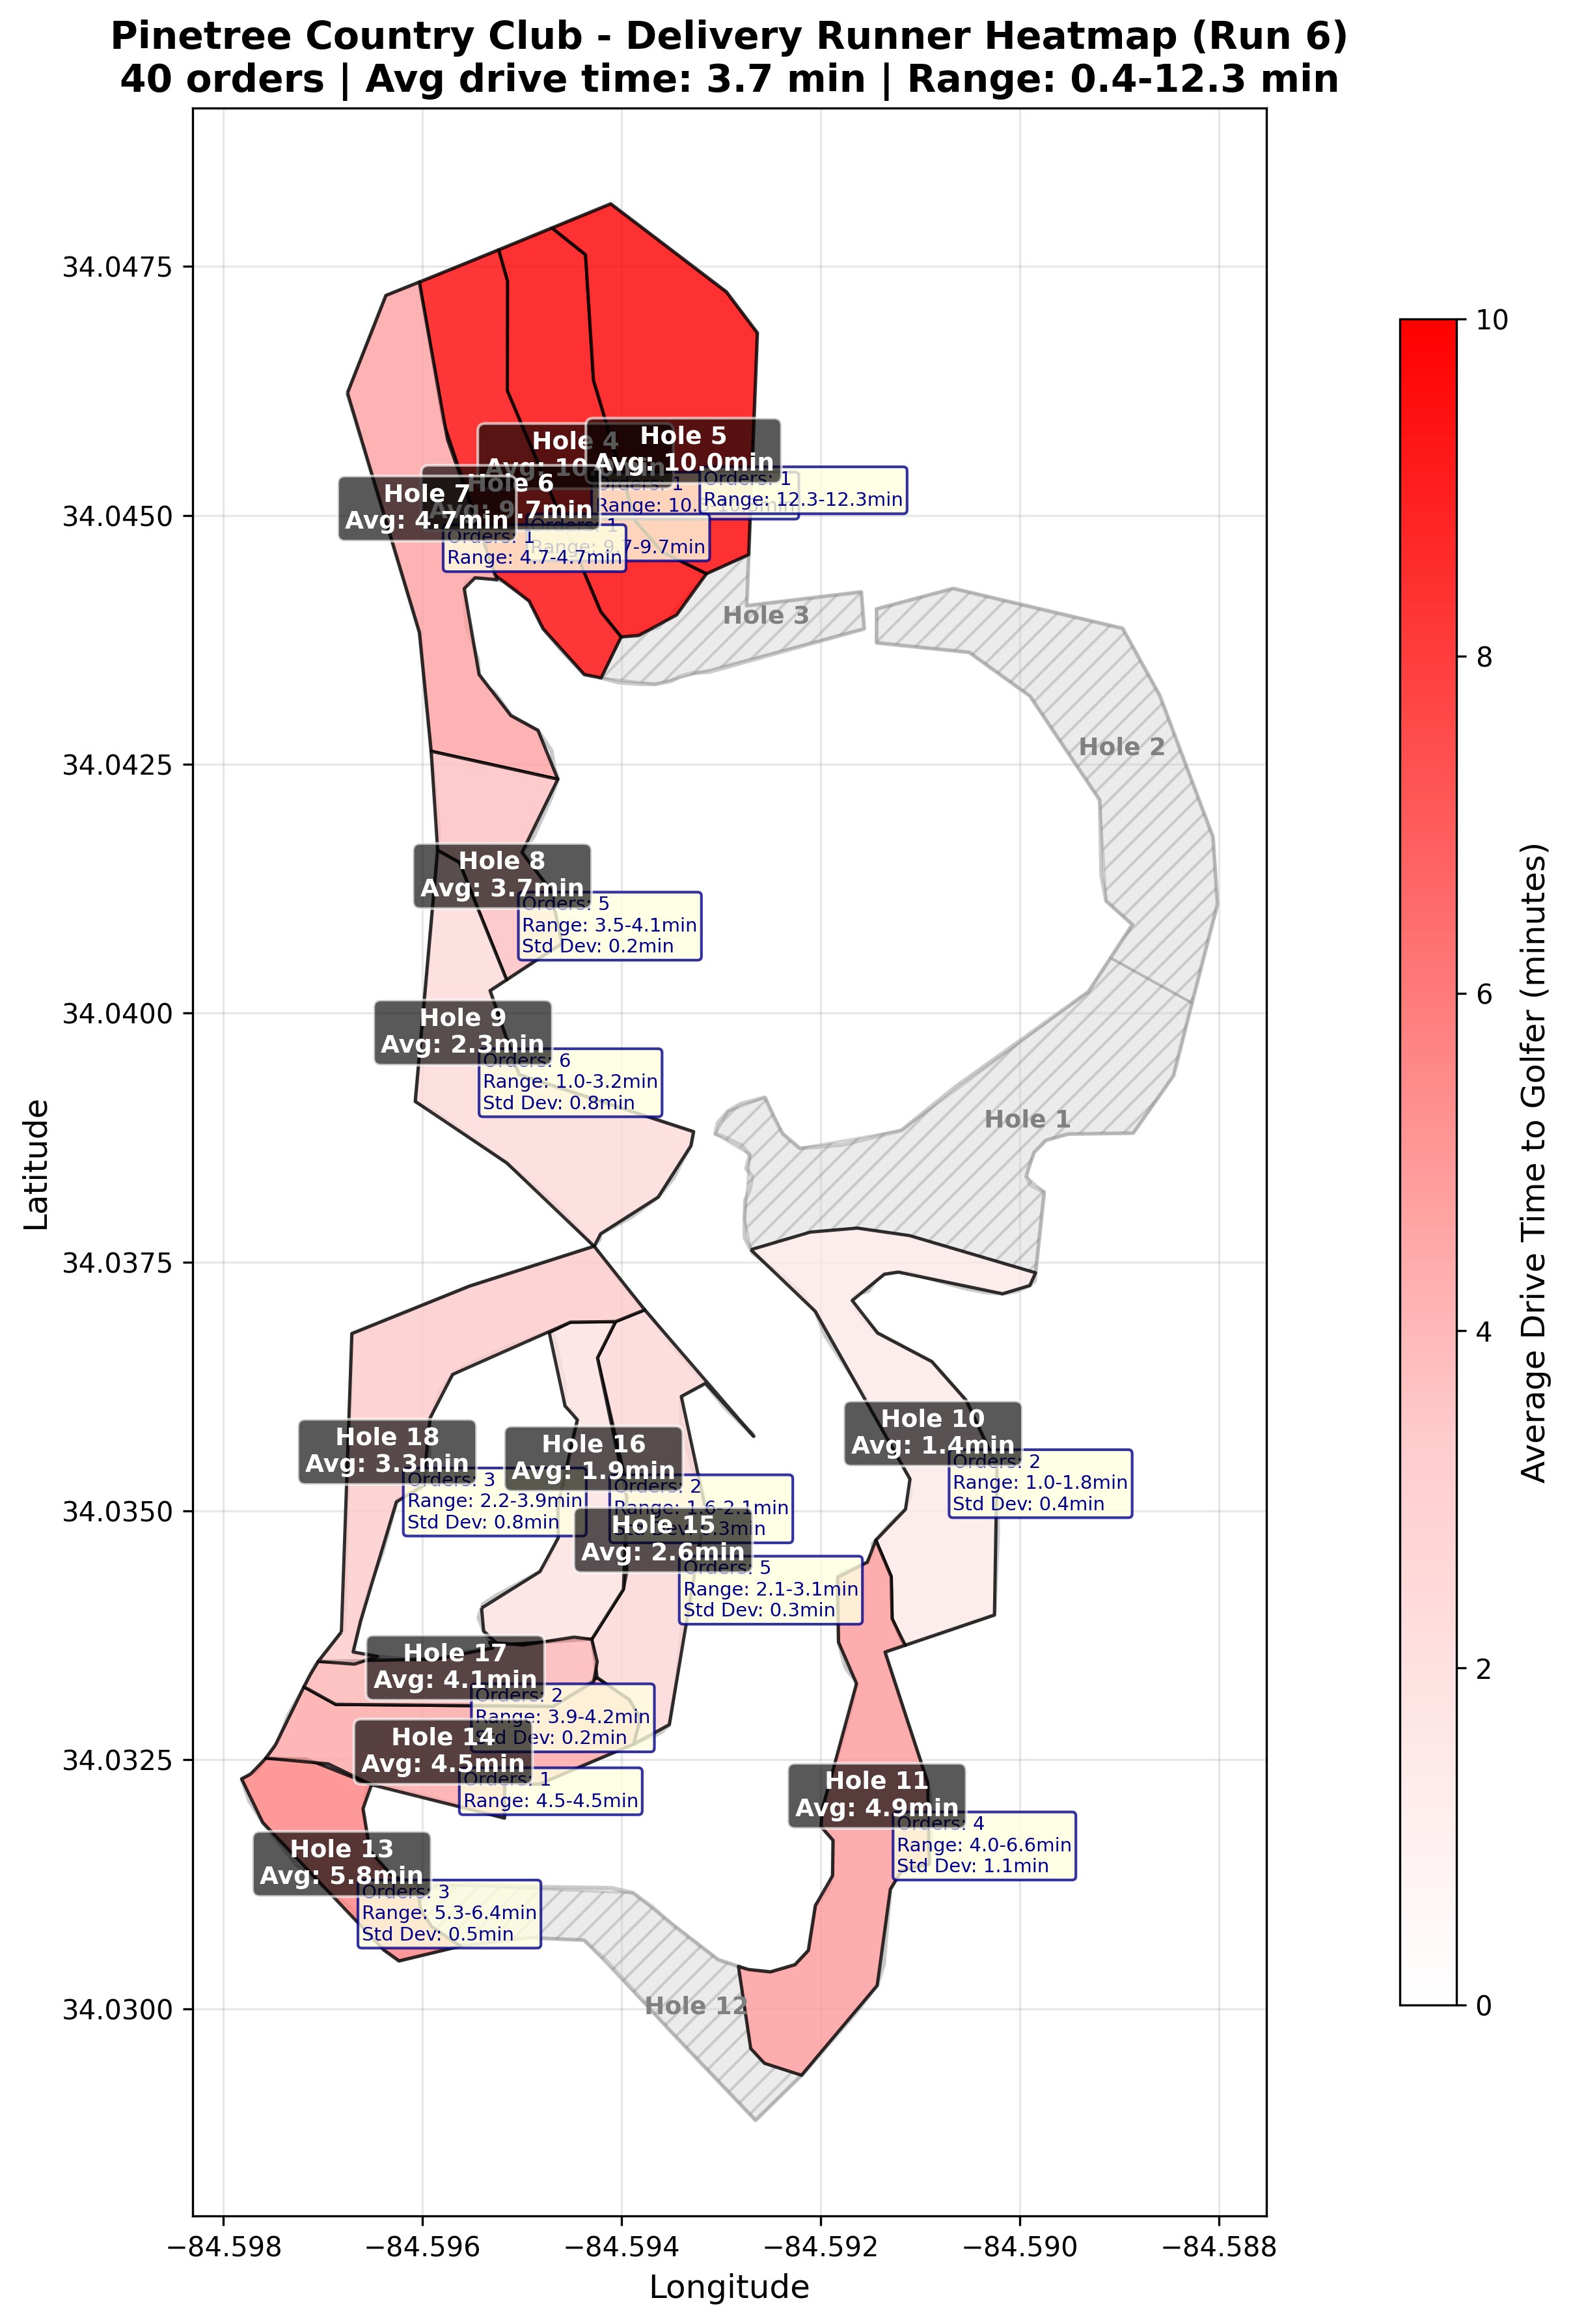 Pinetree Country Club - Delivery Runner Heatmap (Run 6)
40 orders | Avg drive time: 3.7 min | Range: 0.4-12.3 min
34.0475
34.0450
34.0425
34.0400
34.0375
34.0350
34.0325
34.0300
Latitude
−84.598
−84.596
−84.594
−84.592
−84.590
−84.588
Longitude
10
8
6
4
2
0
Average Drive Time to Golfer (minutes)
Hole 4
Avg: 10.
Orders: 1
Range: 10.
Hole 5
Avg: 10.0min
Orders: 1
Range: 12.3-12.3min
Hole 6
Avg: 9.7min
Orders: 1
Range: 9.7-9.7min
Hole 7
Avg: 4.7min
Orders: 1
Range: 4.7-4.7min
Hole 3
Hole 2
Hole 8
Avg: 3.7min
Orders: 5
Range: 3.5-4.1min
Std Dev: 0.2min
Hole 9
Avg: 2.3min
Orders: 6
Range: 1.0-3.2min
Std Dev: 0.8min
Hole 1
Hole 10
Avg: 1.4min
Orders: 2
Range: 1.0-1.8min
Std Dev: 0.4min
Hole 18
Avg: 3.3min
Orders: 3
Range: 2.2-3.9min
Std Dev: 0.8min
Hole 16
Avg: 1.9min
Orders: 2
Range: 1.6-2.1min
Std Dev: 0.3min
Hole 15
Avg: 2.6min
Orders: 5
Range: 2.1-3.1min
Std Dev: 0.3min
Hole 17
Avg: 4.1min
Orders: 2
Range: 3.9-4.2min
Std Dev: 0.2min
Hole 14
Avg: 4.5min
Orders: 1
Range: 4.5-4.5min
Hole 11
Avg: 4.9min
Orders: 4
Range: 4.0-6.6min
Std Dev: 1.1min
Hole 13
Avg: 5.8min
Orders: 3
Range: 5.3-6.4min
Std Dev: 0.5min
Hole 12